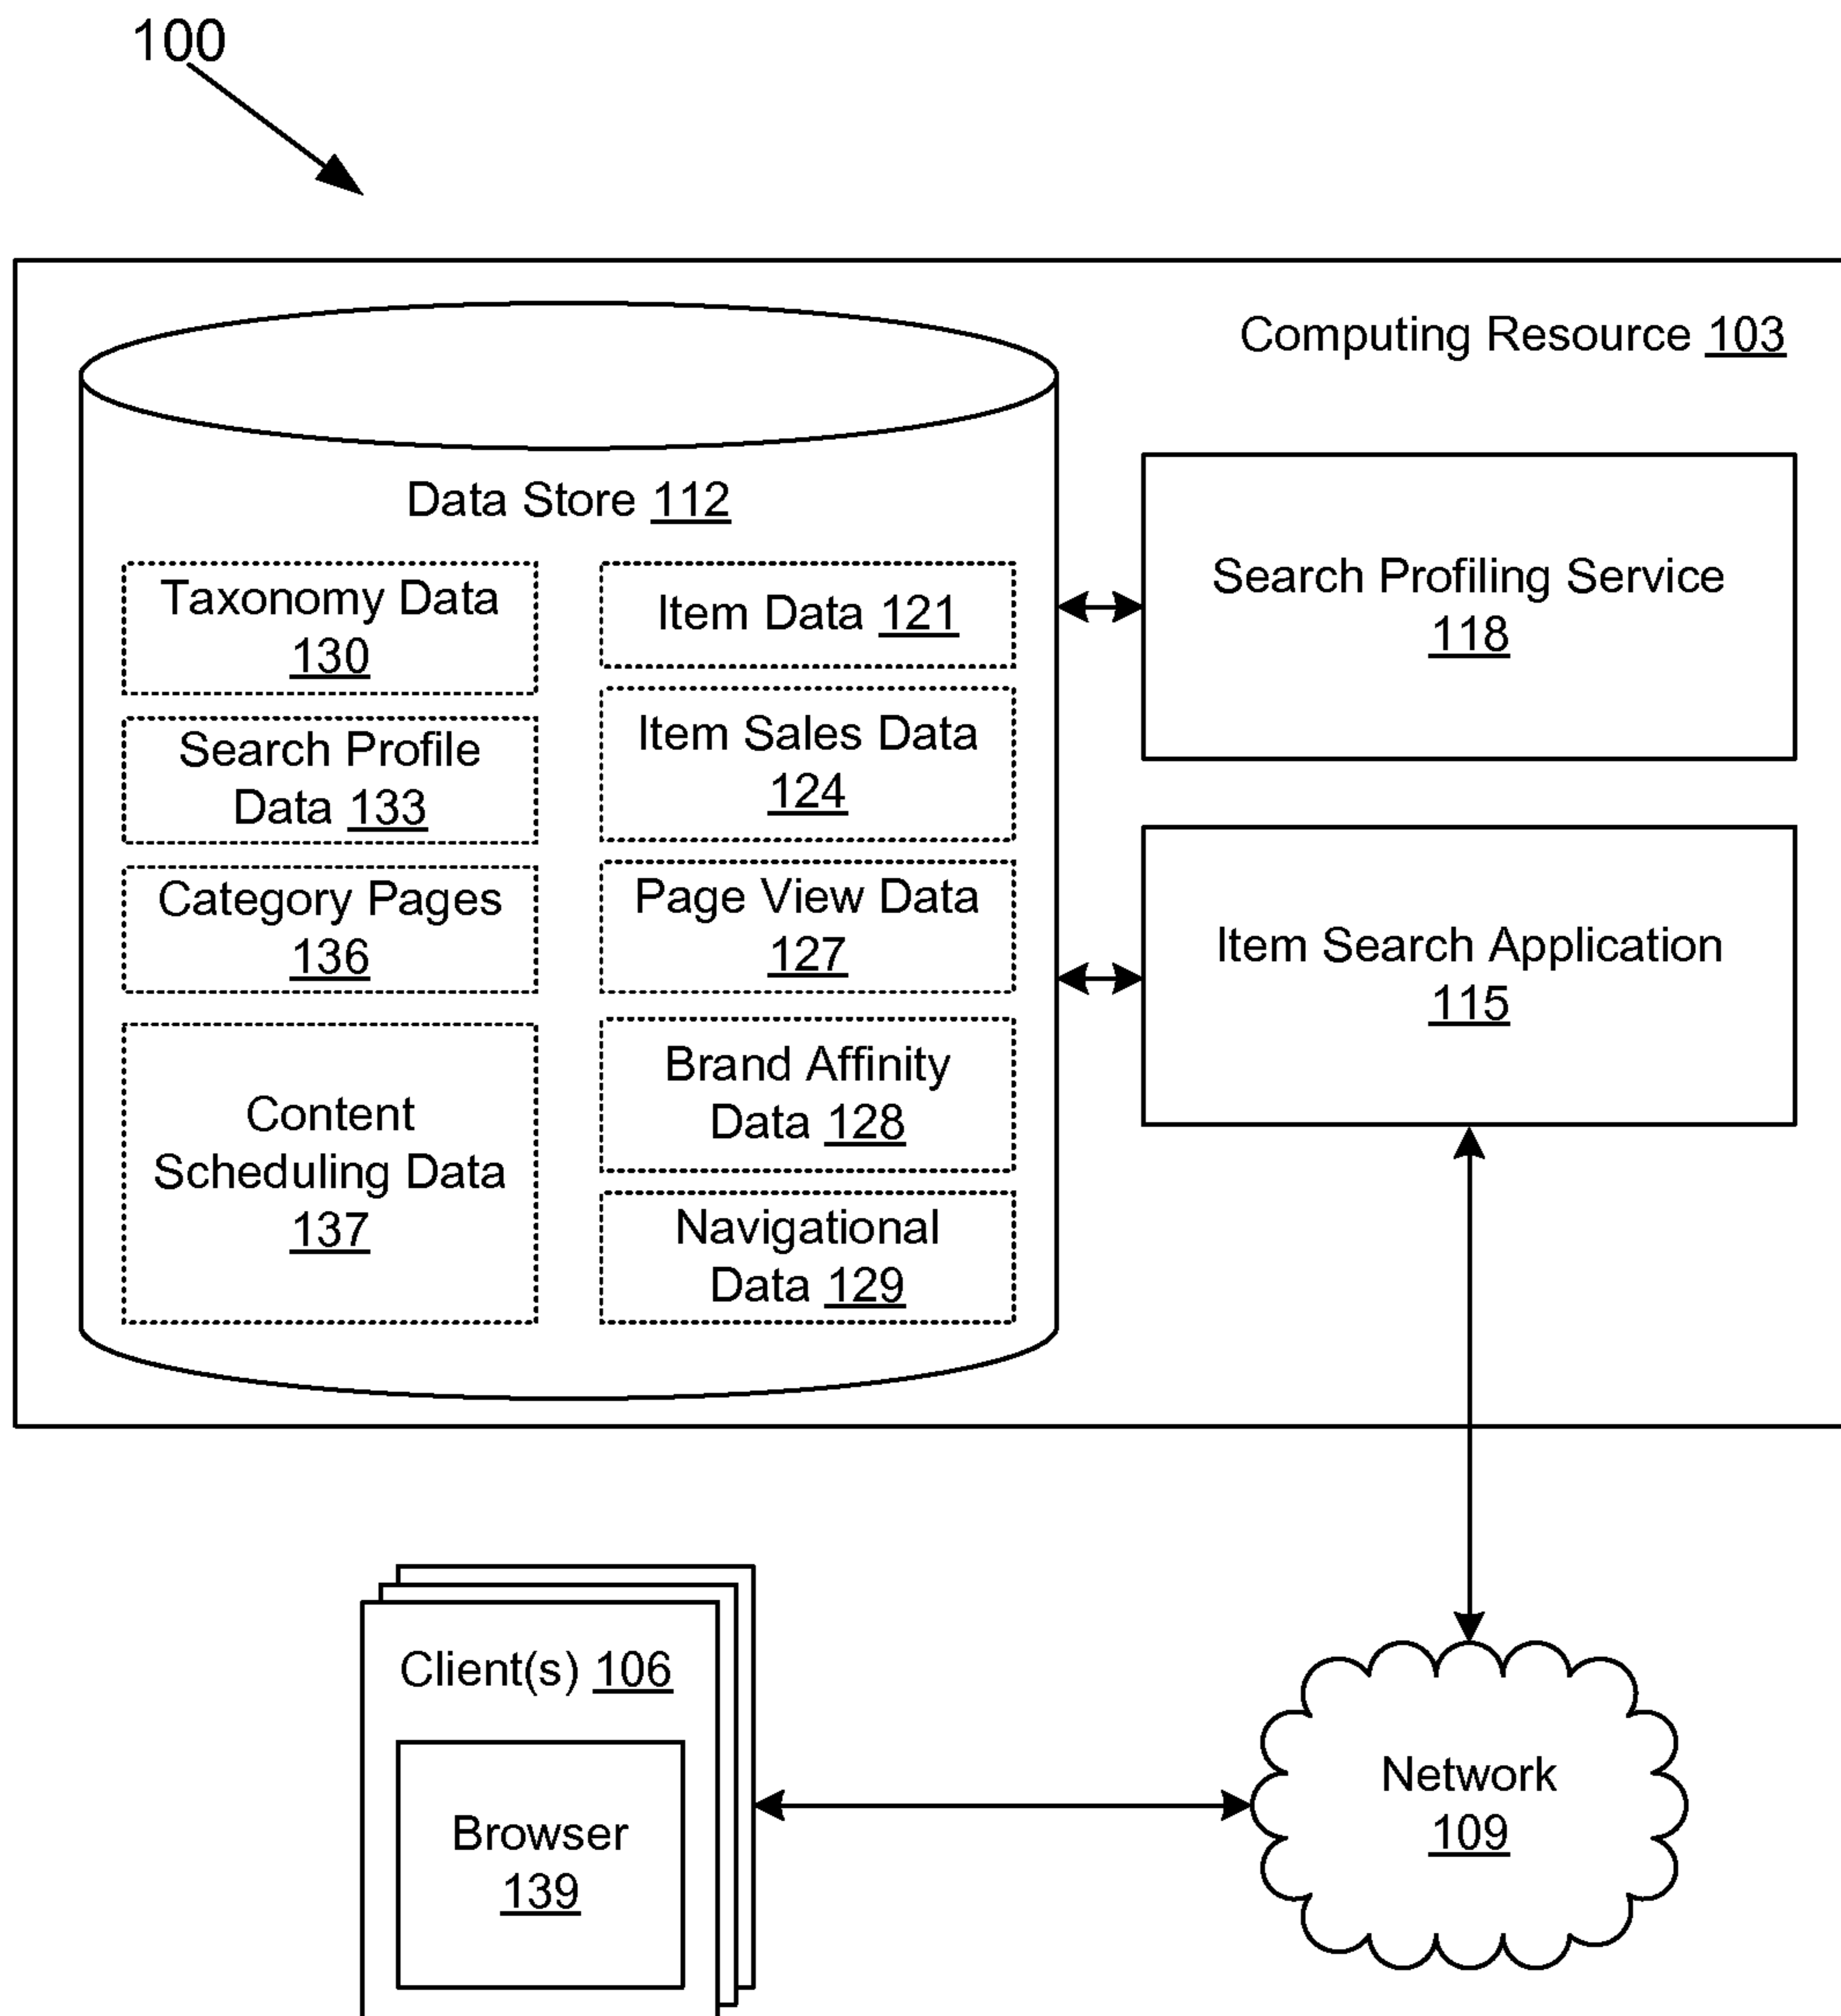 100
Computing Resource 103
Data Store 112
Taxonomy Data
130
Search Profile
Data 133
Category Pages
136
Content
Scheduling Data
137
Item Data 121
Item Sales Data
124
Page View Data
127
Brand Affinity
Data 128
Navigational
Data 129
Search Profiling Service
118
Item Search Application
115
Client(s) 106
Browser
139
Network
109